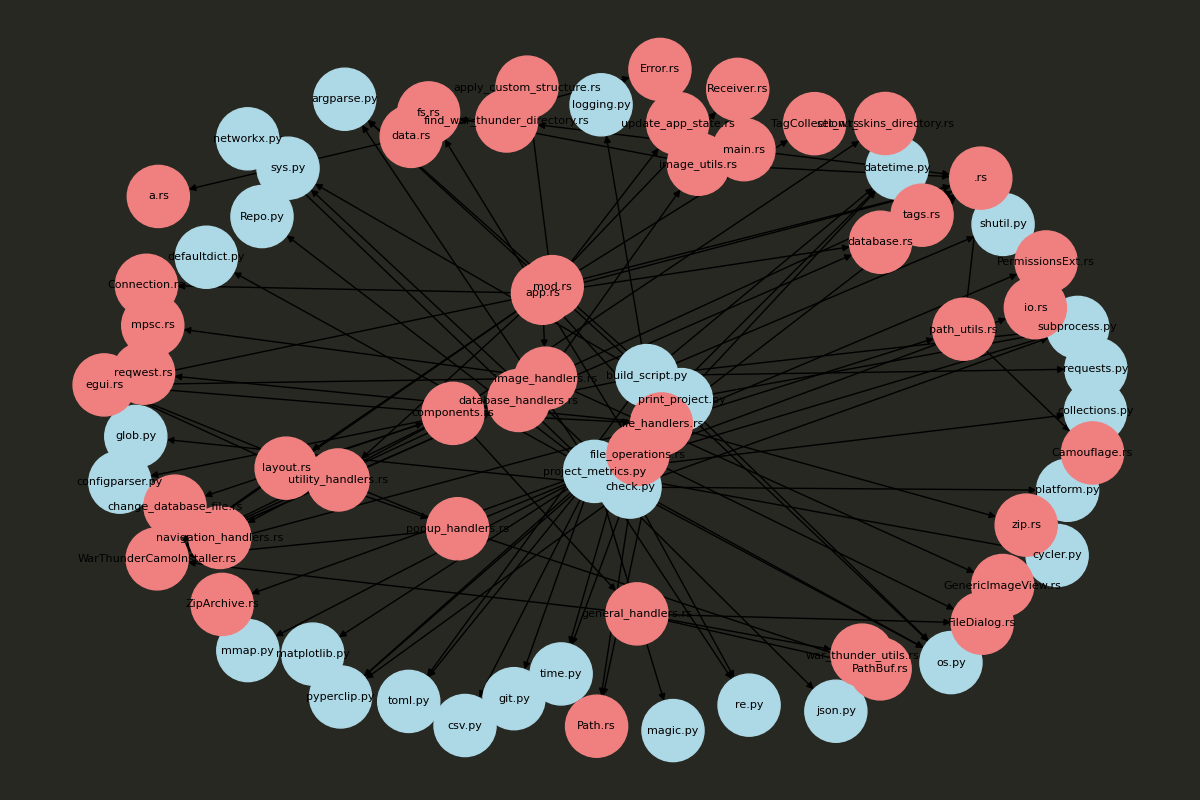 Error.rs
apply_custom_structure.rs
Receiver.rs
argparse.py
logging.py
fs.rs
update_app_state.rs
TagCollection.rs
data.rs
networkx.py
main.rs
image_utils.rs
sys.py
datetime.py
.rs
a.rs
Repo.py
tags.rs
shutil.py
database.rs
defaultdict.py
PermissionsExt.rs
Connection.rs
mod.rs
app.rs
io.rs
mpsc.rs
subprocess.py
path_utils.rs
reqwest.rs
requests.py
egui.rs
build_script.py
image_handlers.rs
print_project.py
database_handlers.rs
components.rs
collections.py
file_handlers.rs
glob.py
Camouflage.rs
file_operations.rs
layout.rs
project_metrics.py
utility_handlers.rs
configparser.py
check.py
platform.py
change_database_file.rs
zip.rs
popup_handlers.rs
navigation_handlers.rs
cycler.py
WarThunderCamoInstaller.rs
GenericImageView.rs
ZipArchive.rs
general_handlers.rs
FileDialog.rs
mmap.py
matplotlib.py
war_thunder_utils.rs
os.py
PathBuf.rs
time.py
pyperclip.py
toml.py
git.py
re.py
json.py
csv.py
Path.rs
magic.py